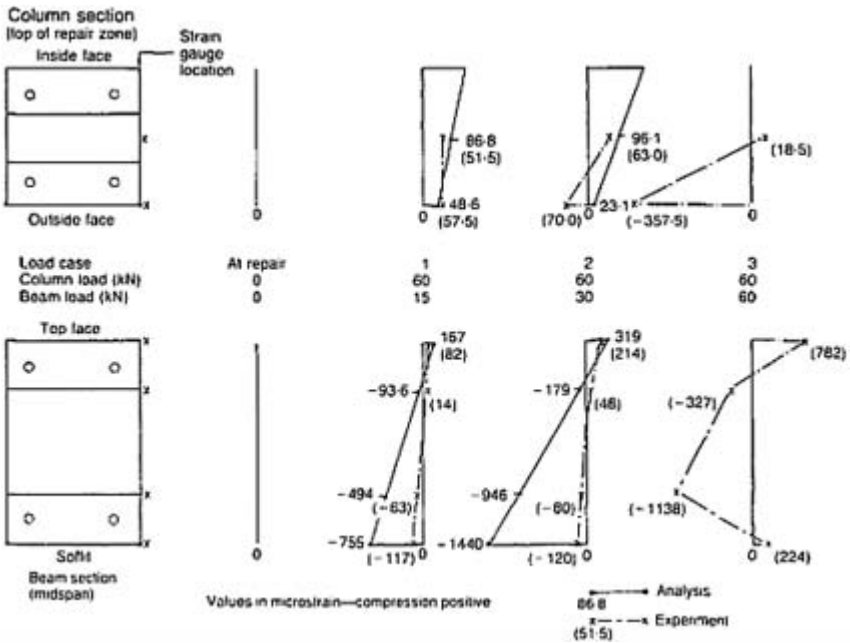 Column section
(top of repair zone)
Inside face
Strain
gauge
location
Outside face
0
86·8
(51·5)
48·6
(57·5)
0
96·1
(63·0)
23·1
(70·0)
0
(18·5)
(−357·5)
0
Load case At repair 1 2 3
Column load (kN) 0 60 60 60
Beam load (kN) 0 15 30 60
Top face
Soffit
Beam section
(midspan)
0
167
(82)
−93·6
(14)
−494
(−63)
−755
(−117)
0
319
(214)
−179
(48)
−946
(−80)
−1440
(−120)
0
(782)
(−327)
(−1138)
(224)
0
Values in microstrain—compression positive
86·8 Analysis
(51·5) Experiment